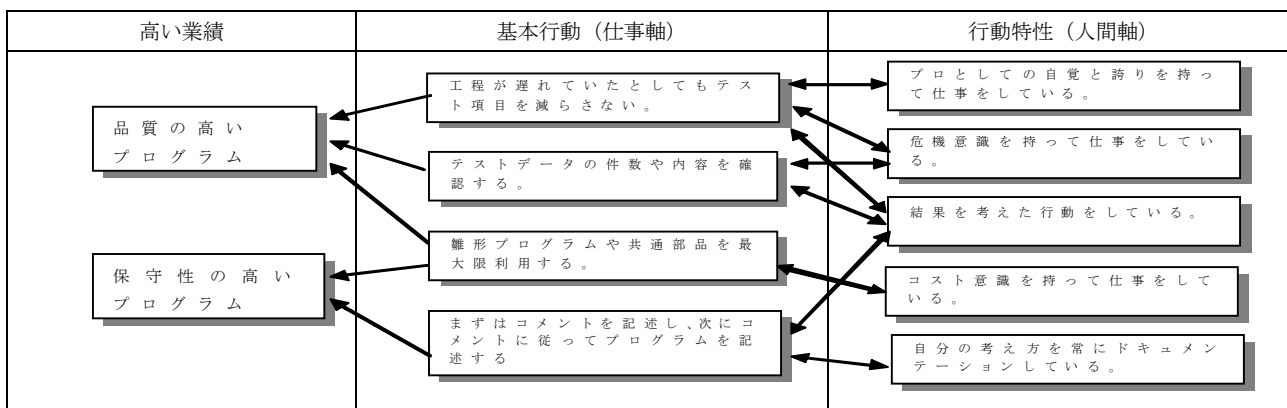 高い業績
基本行動（仕事軸）
行動特性（人間軸）
品質の高い
プログラム
保守性の高い
プログラム
工程が遅れていたとしてもテス
ト項目を減らさない。
テストデータの件数や内容を確
認する。
雛形プログラムや共通部品を最
大限利用する。
まずはコメントを記述し、次にコ
メントに従ってプログラムを記
述する
プロとしての自覚と誇りを持っ
て仕事をしている。
危機意識を持って仕事をしてい
る。
結果を考えた行動をしている。
コスト意識を持って仕事をして
いる。
自分の考え方を常にドキュメン
テーションしている。